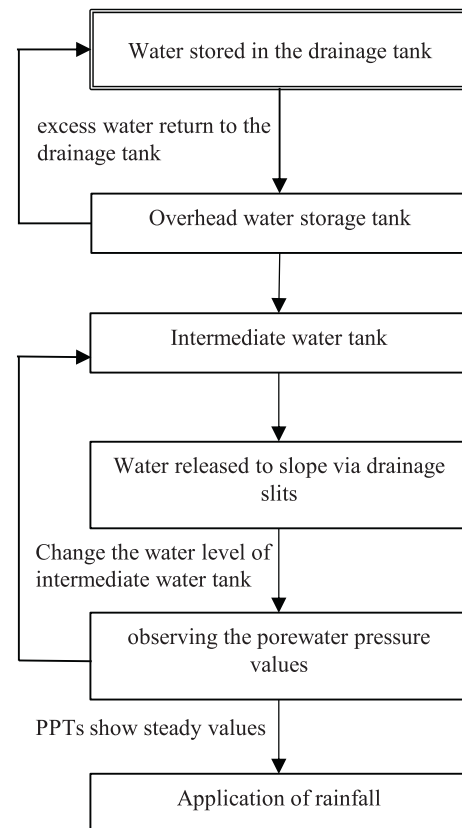 Water stored in the drainage tank
excess water return to the
drainage tank
Overhead water storage tank
Intermediate water tank
Water released to slope via drainage
slits
Change the water level of
intermediate water tank
observing the porewater pressure
values
PPTs show steady values
Application of rainfall